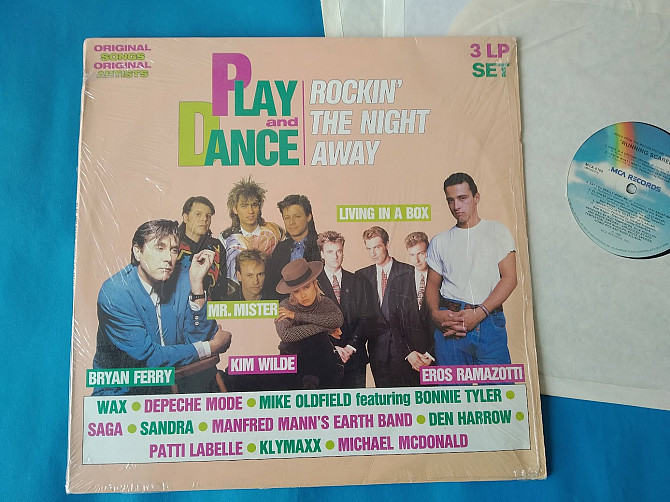 ORIGINAL
SONGS
ORIGINAL
ARTISTS
PLAY
and
DANCE
ROCKIN'
THE NIGHT
AWAY
3 LP
SET
LIVING IN A BOX
MR. MISTER
KIM WILDE
BRYAN FERRY
EROS RAMAZOTTI
WAX • DEPECHE MODE • MIKE OLDFIELD featuring BONNIE TYLER •
SAGA • SANDRA • MANFRED MANN'S EARTH BAND • DEN HARROW •
PATTI LABELLE • KLYMAXX • MICHAEL MCDONALD
MCA RECORDS